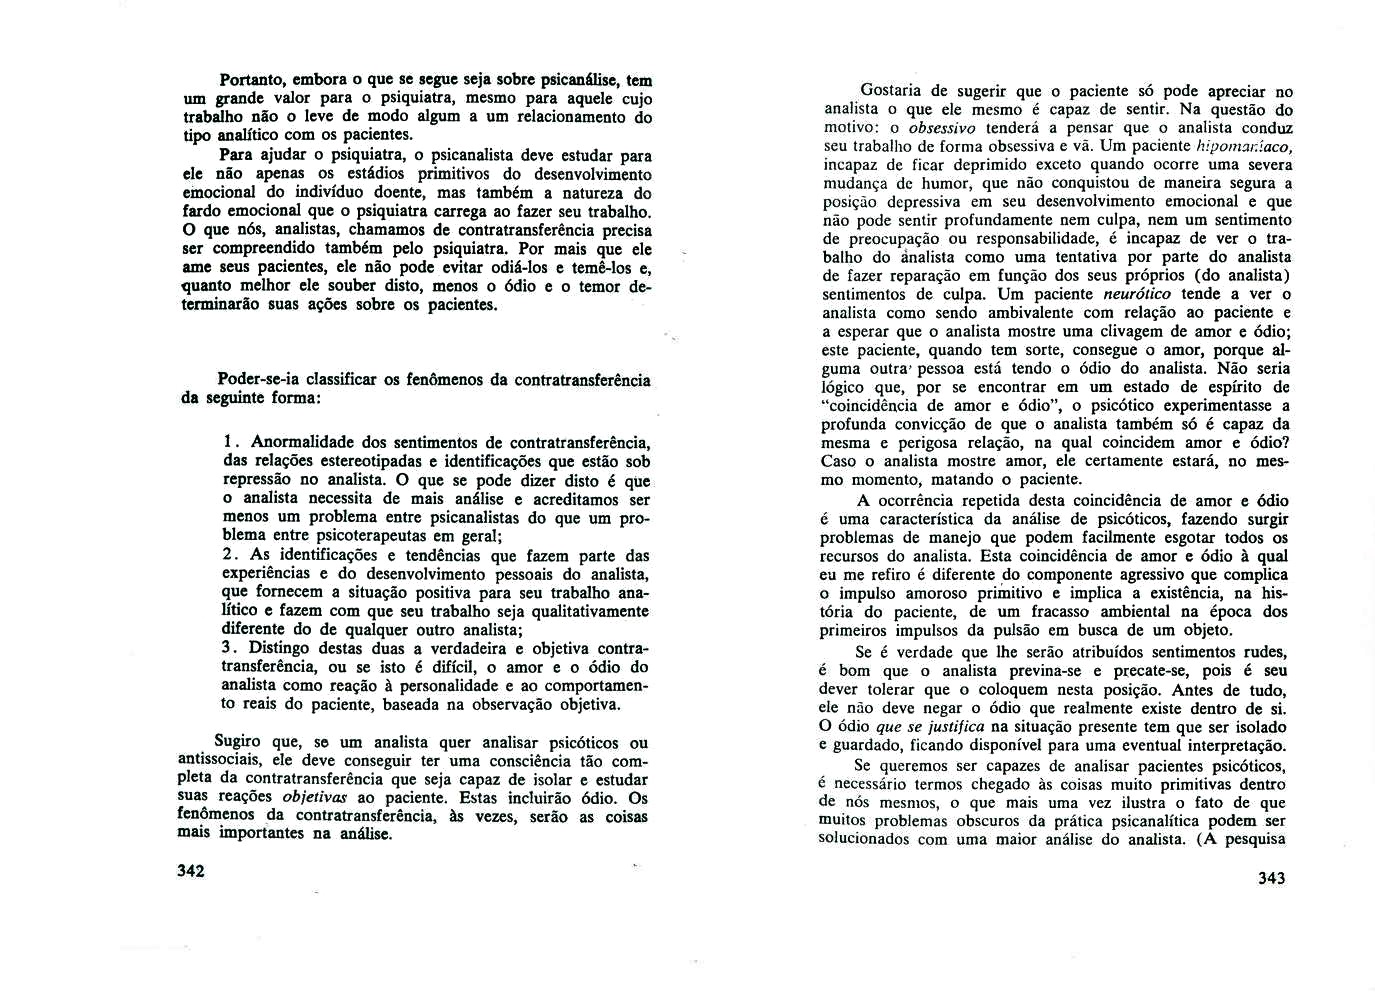 Portanto, embora o que se segue seja sobre psicanálise, tem
um grande valor para o psiquiatra, mesmo para aquele cujo
trabalho não o leve de modo algum a um relacionamento do
tipo analítico com os pacientes.
Para ajudar o psiquiatra, o psicanalista deve estudar para
ele não apenas os estádios primitivos do desenvolvimento
emocional do indivíduo doente, mas também a natureza do
fardo emocional que o psiquiatra carrega ao fazer seu trabalho.
O que nós, analistas, chamamos de contratransferência precisa
ser compreendido também pelo psiquiatra. Por mais que ele
ame seus pacientes, ele não pode evitar odiá-los e temê-los e,
quanto melhor ele souber disto, menos o ódio e o temor de-
terminarão suas ações sobre os pacientes.
Poder-se-ia classificar os fenômenos da contratransferência
da seguinte forma:
1. Anormalidade dos sentimentos de contratransferência,
das relações estereotipadas e identificações que estão sob
repressão no analista. O que se pode dizer disto é que
o analista necessita de mais análise e acreditamos ser
menos um problema entre psicanalistas do que um pro-
blema entre psicoterapeutas em geral;
2. As identificações e tendências que fazem parte das
experiências e do desenvolvimento pessoais do analista,
que fornecem a situação positiva para seu trabalho ana-
lítico e fazem com que seu trabalho seja qualitativamente
diferente do de qualquer outro analista;
3. Distingo destas duas a verdadeira e objetiva contra-
transferência, ou se isto é difícil, o amor e o ódio do
analista como reação à personalidade e ao comportamen-
to reais do paciente, baseada na observação objetiva.
Sugiro que, se um analista quer analisar psicóticos ou
antissociais, ele deve conseguir ter uma consciência tão com-
pleta da contratransferência que seja capaz de isolar e estudar
suas reações objetivas ao paciente. Estas incluirão ódio. Os
fenômenos da contratransferência, às vezes, serão as coisas
mais importantes na análise.
342
Gostaria de sugerir que o paciente só pode apreciar no
analista o que ele mesmo é capaz de sentir. Na questão do
motivo: o obsessivo tenderá a pensar que o analista conduz
seu trabalho de forma obsessiva e vã. Um paciente hipomaníaco,
incapaz de ficar deprimido exceto quando ocorre uma severa
mudança de humor, que não conquistou de maneira segura a
posição depressiva em seu desenvolvimento emocional e que
não pode sentir profundamente nem culpa, nem um sentimento
de preocupação ou responsabilidade, é incapaz de ver o tra-
balho do analista como uma tentativa por parte do analista
de fazer reparação em função dos seus próprios (do analista)
sentimentos de culpa. Um paciente neurótico tende a ver o
analista como sendo ambivalente com relação ao paciente e
a esperar que o analista mostre uma clivagem de amor e ódio;
este paciente, quando tem sorte, consegue o amor, porque al-
guma outra pessoa está tendo o ódio do analista. Não seria
lógico que, por se encontrar em um estado de espírito de
“coincidência de amor e ódio”, o psicótico experimentasse a
profunda convicção de que o analista também só é capaz da
mesma e perigosa relação, na qual coincidem amor e ódio?
Caso o analista mostre amor, ele certamente estará, no mes-
mo momento, matando o paciente.
A ocorrência repetida desta coincidência de amor e ódio
é uma característica da análise de psicóticos, fazendo surgir
problemas de manejo que podem facilmente esgotar todos os
recursos do analista. Esta coincidência de amor e ódio à qual
eu me refiro é diferente do componente agressivo que complica
o impulso amoroso primitivo e implica a existência, na his-
tória do paciente, de um fracasso ambiental na época dos
primeiros impulsos da pulsão em busca de um objeto.
Se é verdade que lhe serão atribuídos sentimentos rudes,
é bom que o analista previna-se e precate-se, pois é seu
dever tolerar que o coloquem nesta posição. Antes de tudo,
ele não deve negar o ódio que realmente existe dentro de si.
O ódio que se justifica na situação presente tem que ser isolado
e guardado, ficando disponível para uma eventual interpretação.
Se queremos ser capazes de analisar pacientes psicóticos,
é necessário termos chegado às coisas muito primitivas dentro
de nós mesmos, o que mais uma vez ilustra o fato de que
muitos problemas obscuros da prática psicanalítica podem ser
solucionados com uma maior análise do analista. (A pesquisa
343